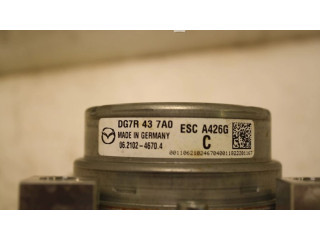 DG7R 43 7A0 ESC A426G
MADE IN GERMANY C
06.2102-4670.4